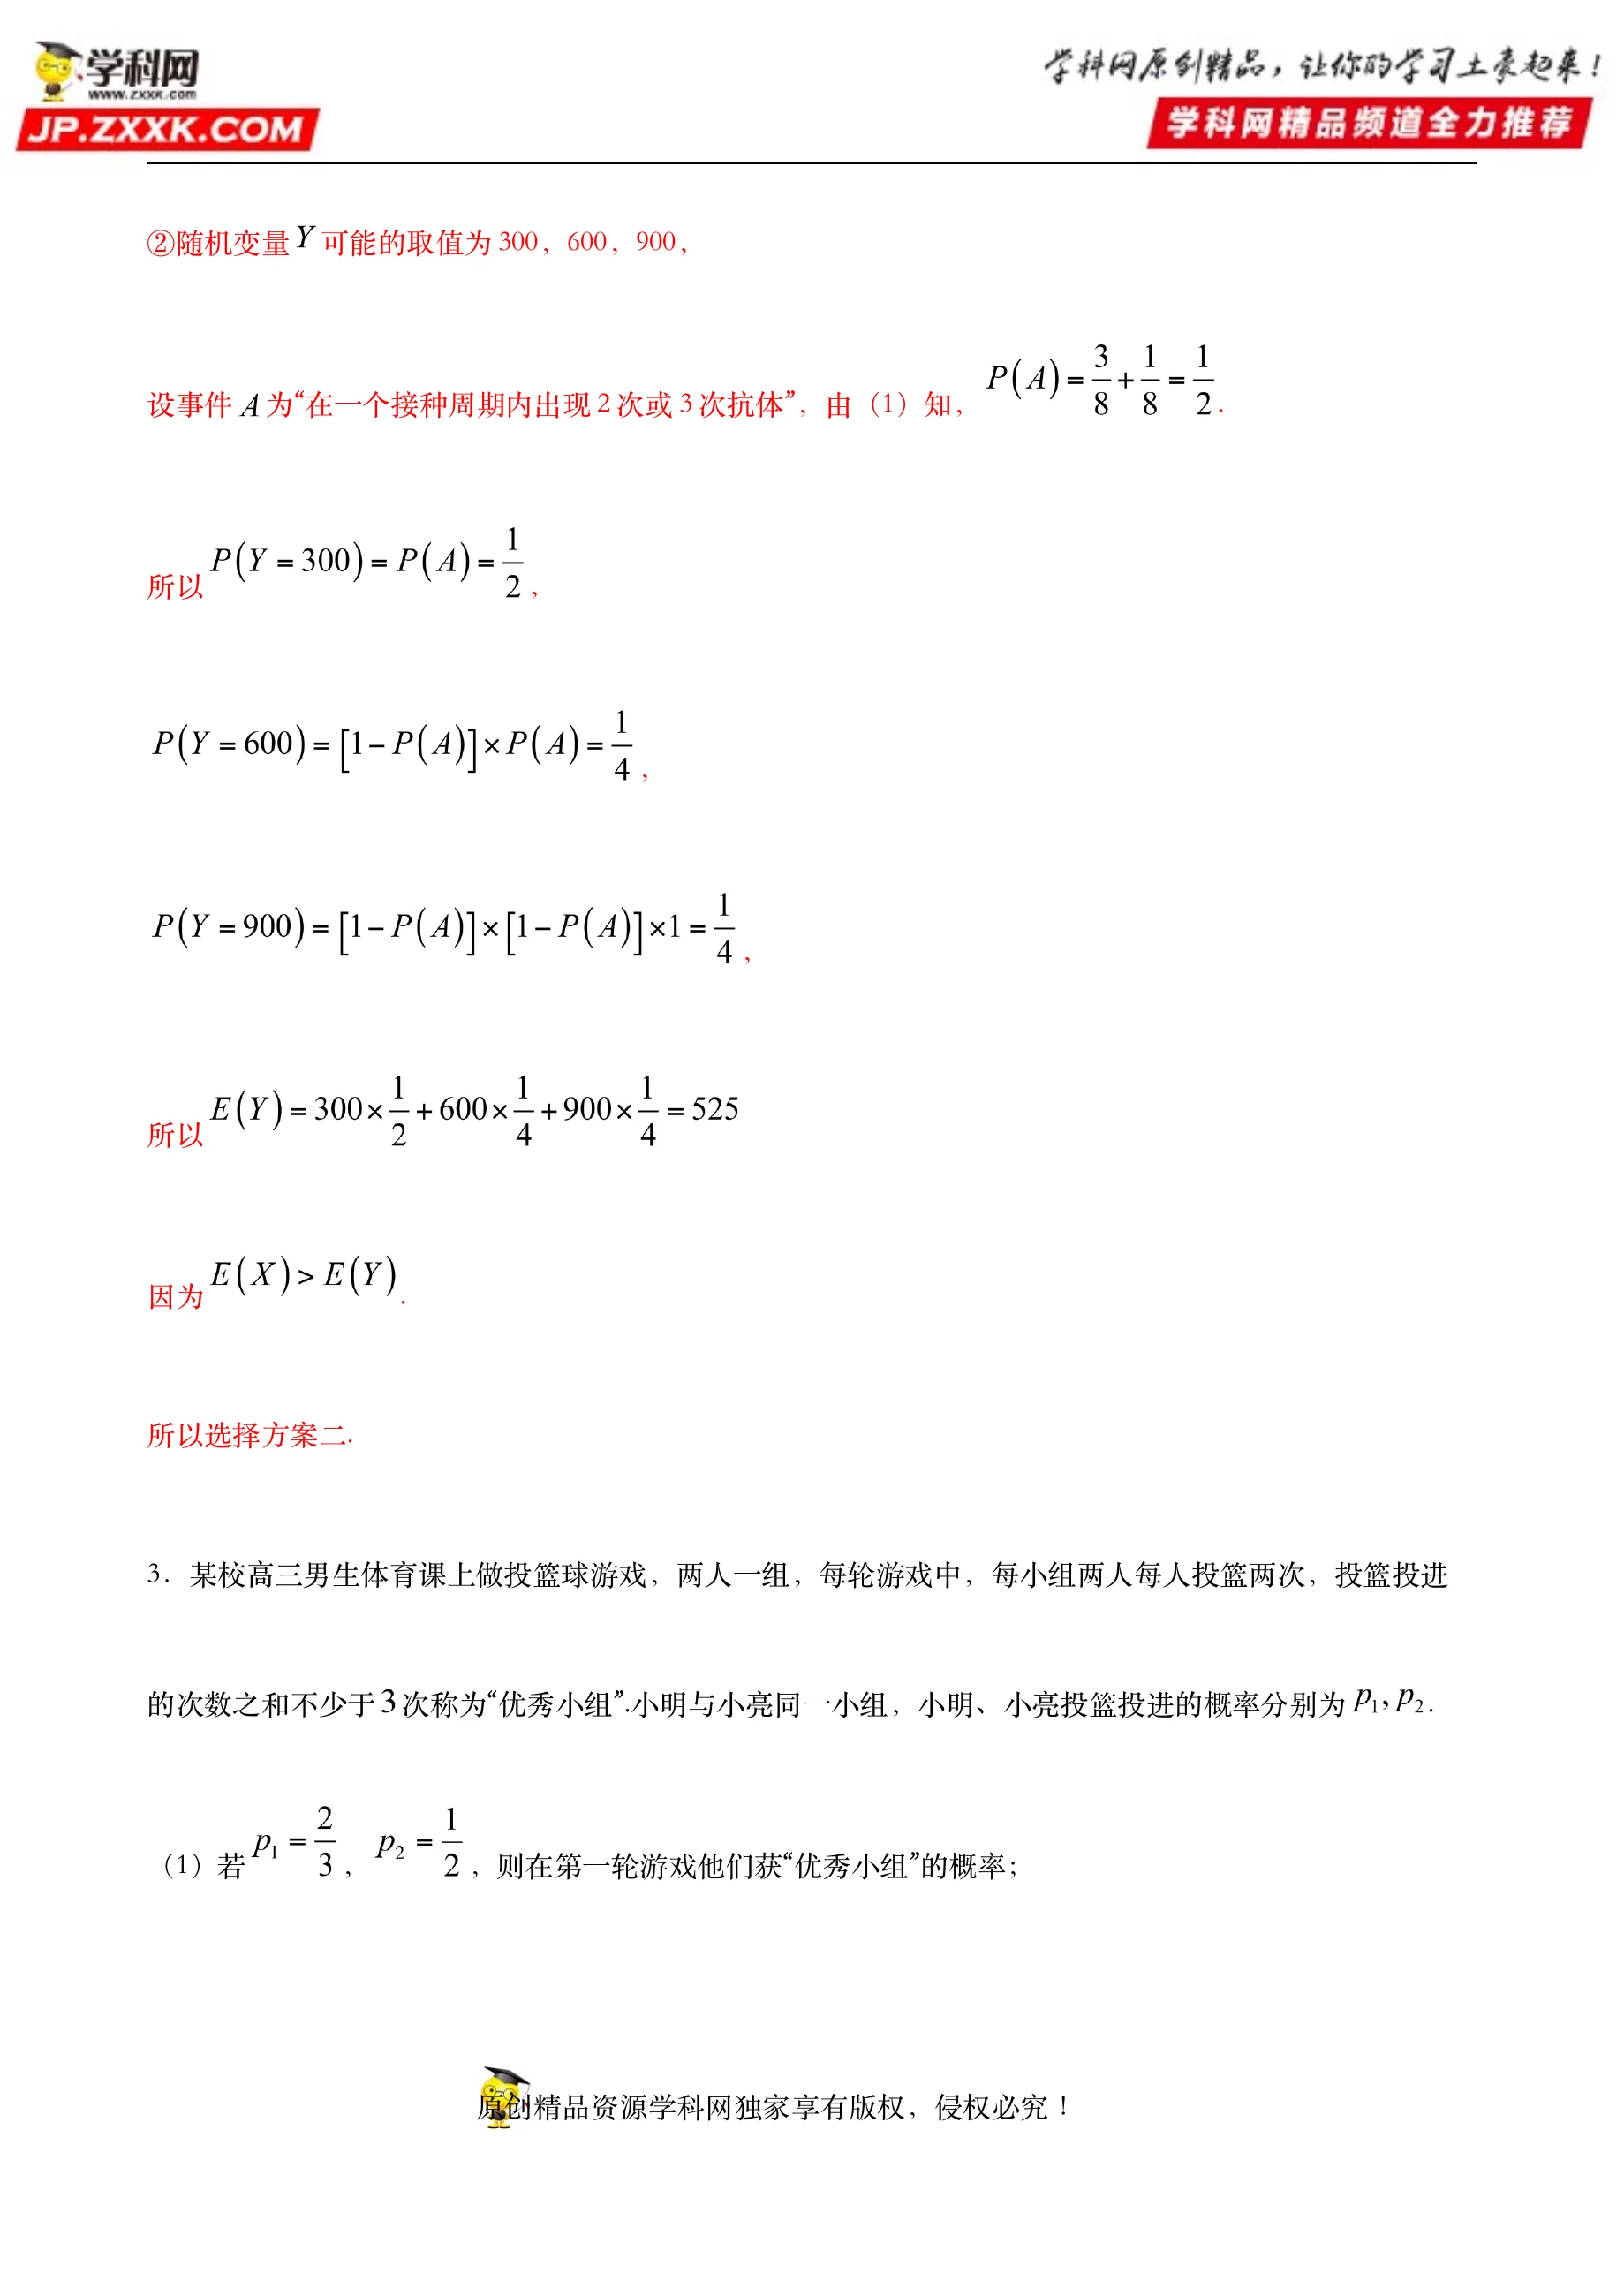 学科网
www.zxxk.com
JP.ZXXK.COM
学科网原创精品，让你的学习土豪起来！
学科网精品频道全力推荐
②随机变量 Y 可能的取值为 300，600，900，
设事件 A 为“在一个接种周期内出现 2 次或 3 次抗体”，由（1）知，P(A)=3/8+1/8=1/2.
所以 P(Y=300)=P(A)=1/2，
P(Y=600)=[1−P(A)]×P(A)=1/4，
P(Y=900)=[1−P(A)]×[1−P(A)]×1=1/4，
所以 E(Y)=300×1/2+600×1/4+900×1/4=525
因为 E(X)>E(Y).
所以选择方案二.
3．某校高三男生体育课上做投篮球游戏，两人一组，每轮游戏中，每小组两人每人投篮两次，投篮投进
的次数之和不少于 3 次称为“优秀小组”.小明与小亮同一小组，小明、小亮投篮投进的概率分别为 p₁, p₂.
（1）若 p₁=2/3，p₂=1/2，则在第一轮游戏他们获“优秀小组”的概率；
原创精品资源学科网独家享有版权，侵权必究！